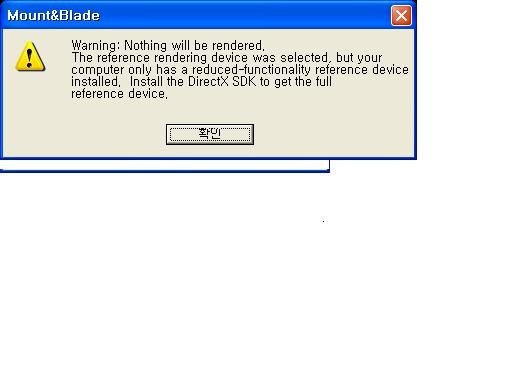 Mount&Blade
Warning: Nothing will be rendered.
The reference rendering device was selected, but your
computer only has a reduced-functionality reference device
installed.  Install the DirectX SDK to get the full
reference device.
확인